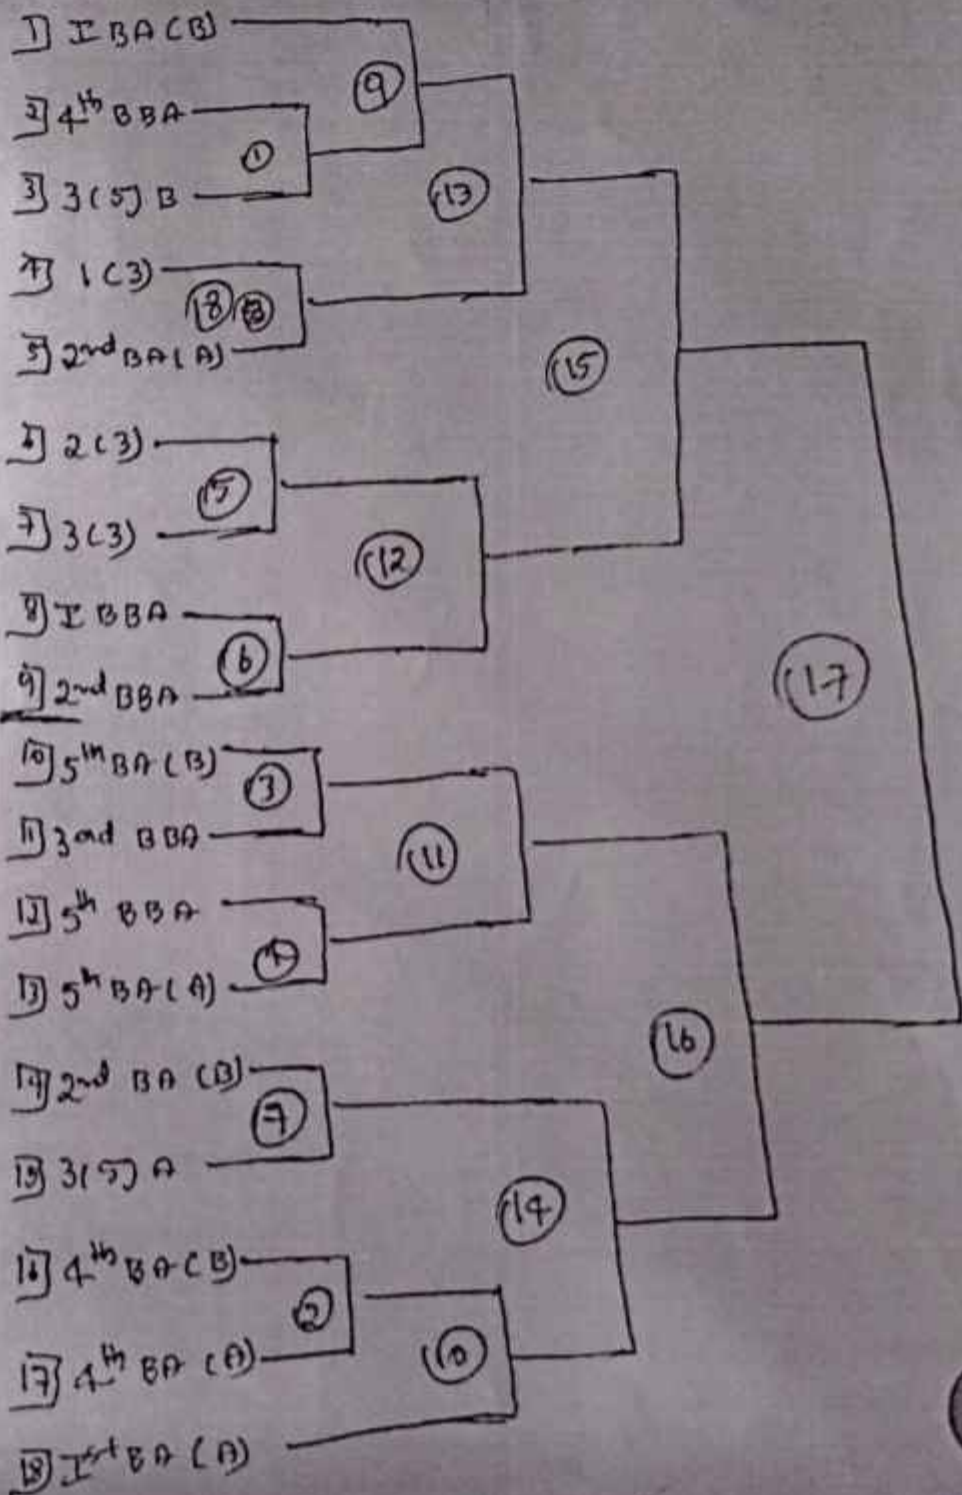 1] I BA (B)
9
2] 4th BBA
1
3] 3(5) B
13
4] 1(3)
18
5] 2nd BA (A)
15
6] 2(3)
5
7] 3(3)
12
8] I BBA
6
9] 2nd BBA
17
10] 5th BA (B)
3
11] 3rd BBA
11
12] 5th BBA
4
13] 5th BA (A)
16
14] 2nd BA (B)
7
15] 3(5) A
14
16] 4th BA (B)
2
17] 4th BA (A)
10
18] Ist BA (A)